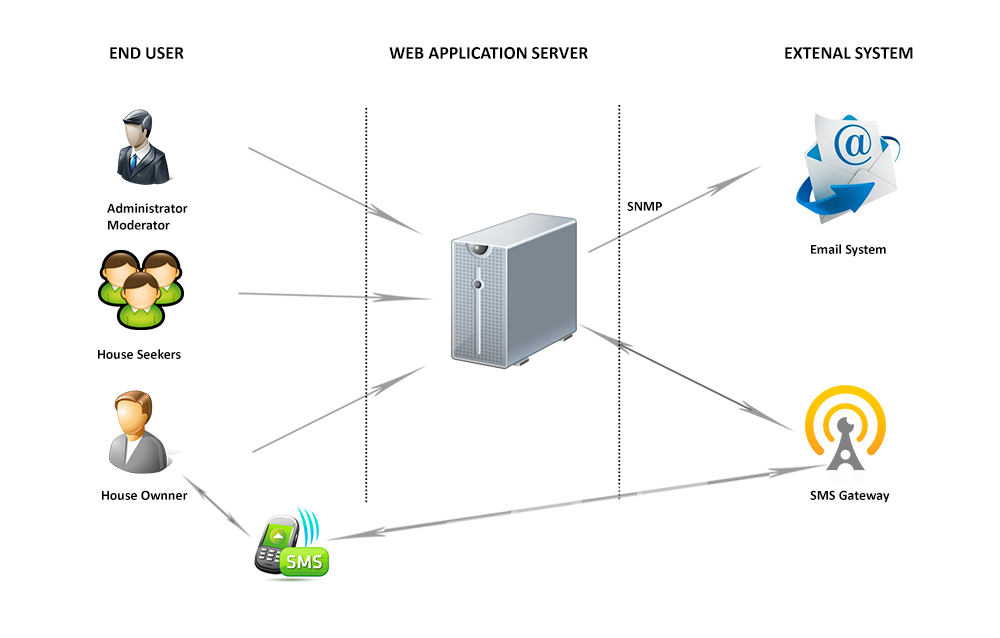 END USER
WEB APPLICATION SERVER
EXTENAL SYSTEM
Administrator
Moderator
SNMP
Email System
House Seekers
House Ownner
SMS Gateway
SMS